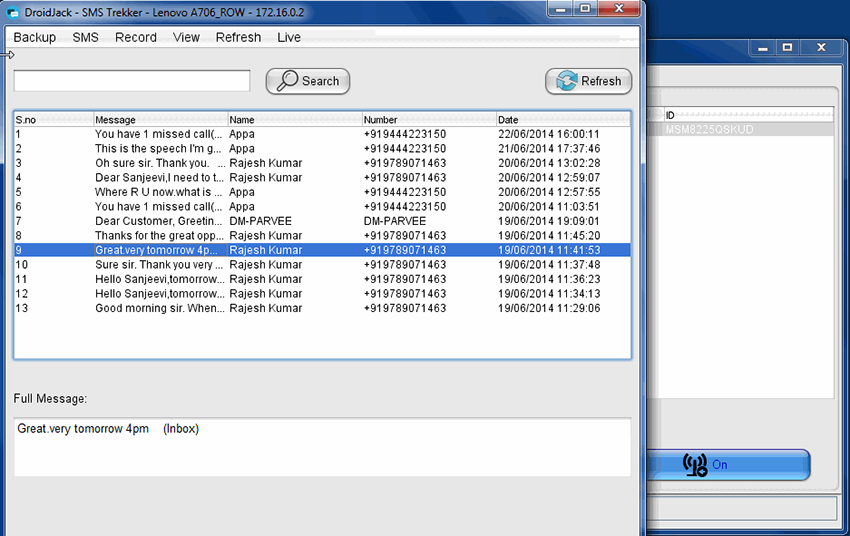 DroidJack - SMS Trekker - Lenovo A706_ROW - 172.16.0.2
Backup SMS Record View Refresh Live
Search Refresh
S.no Message Name Number Date
1 You have 1 missed call(... Appa +919444223150 22/06/2014 16:00:11
2 This is the speech I'm g... Appa +919444223150 21/06/2014 17:37:46
3 Oh sure sir. Thank you. ... Rajesh Kumar +919789071463 20/06/2014 13:02:28
4 Dear Sanjeevi,I need to t... Rajesh Kumar +919789071463 20/06/2014 12:59:07
5 Where R U now.what is ... Appa +919444223150 20/06/2014 12:57:55
6 You have 1 missed call(... Appa +919444223150 20/06/2014 11:03:51
7 Dear Customer, Greetin... DM-PARVEE DM-PARVEE 19/06/2014 19:09:01
8 Thanks for the great opp... Rajesh Kumar +919789071463 19/06/2014 11:45:20
9 Great.very tomorrow 4p... Rajesh Kumar +919789071463 19/06/2014 11:41:53
10 Sure sir. Thank you very ... Rajesh Kumar +919789071463 19/06/2014 11:37:48
11 Hello Sanjeevi,tomorrow... Rajesh Kumar +919789071463 19/06/2014 11:36:23
12 Hello Sanjeevi,tomorrow... Rajesh Kumar +919789071463 19/06/2014 11:34:13
13 Good morning sir. When... Rajesh Kumar +919789071463 19/06/2014 11:29:06
Full Message:
Great.very tomorrow 4pm (Inbox)
ID
MSM8225QSKUD
On